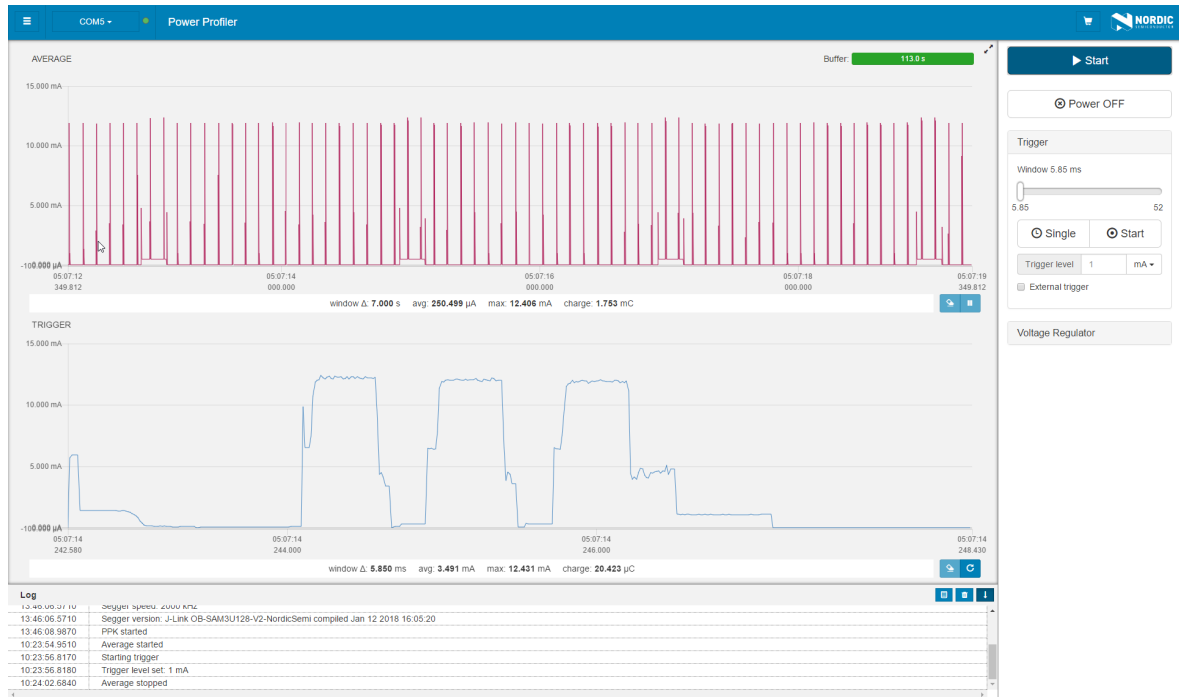 COM5
Power Profiler
NORDIC
SEMICONDUCTOR
AVERAGE
Buffer: 113.0 s
15.000 mA
10.000 mA
5.000 mA
05:07:12 05:07:14 05:07:16 05:07:18 05:07:19
349.812 000.000 000.000 000.000 349.812
window Δ: 7.000 s avg: 250.499 µA max: 12.406 mA charge: 1.753 mC
TRIGGER
15.000 mA
10.000 mA
5.000 mA
05:07:14 05:07:14 05:07:14 05:07:14
242.580 244.000 246.000 248.430
window Δ: 5.850 ms avg: 3.491 mA max: 12.431 mA charge: 20.423 µC
Start
Power OFF
Trigger
Window 5.85 ms
5.85 52
Single Start
Trigger level 1 mA
External trigger
Voltage Regulator
Log
13:46:06.5710 Segger speed: 2000 kHz
13:46:06.5710 Segger version: J-Link OB-SAM3U128-V2-NordicSemi compiled Jan 12 2018 16:05:20
13:46:08.9870 PPK started
10:23:54.9510 Average started
10:23:56.8170 Starting trigger
10:23:56.8180 Trigger level set: 1 mA
10:24:02.6840 Average stopped